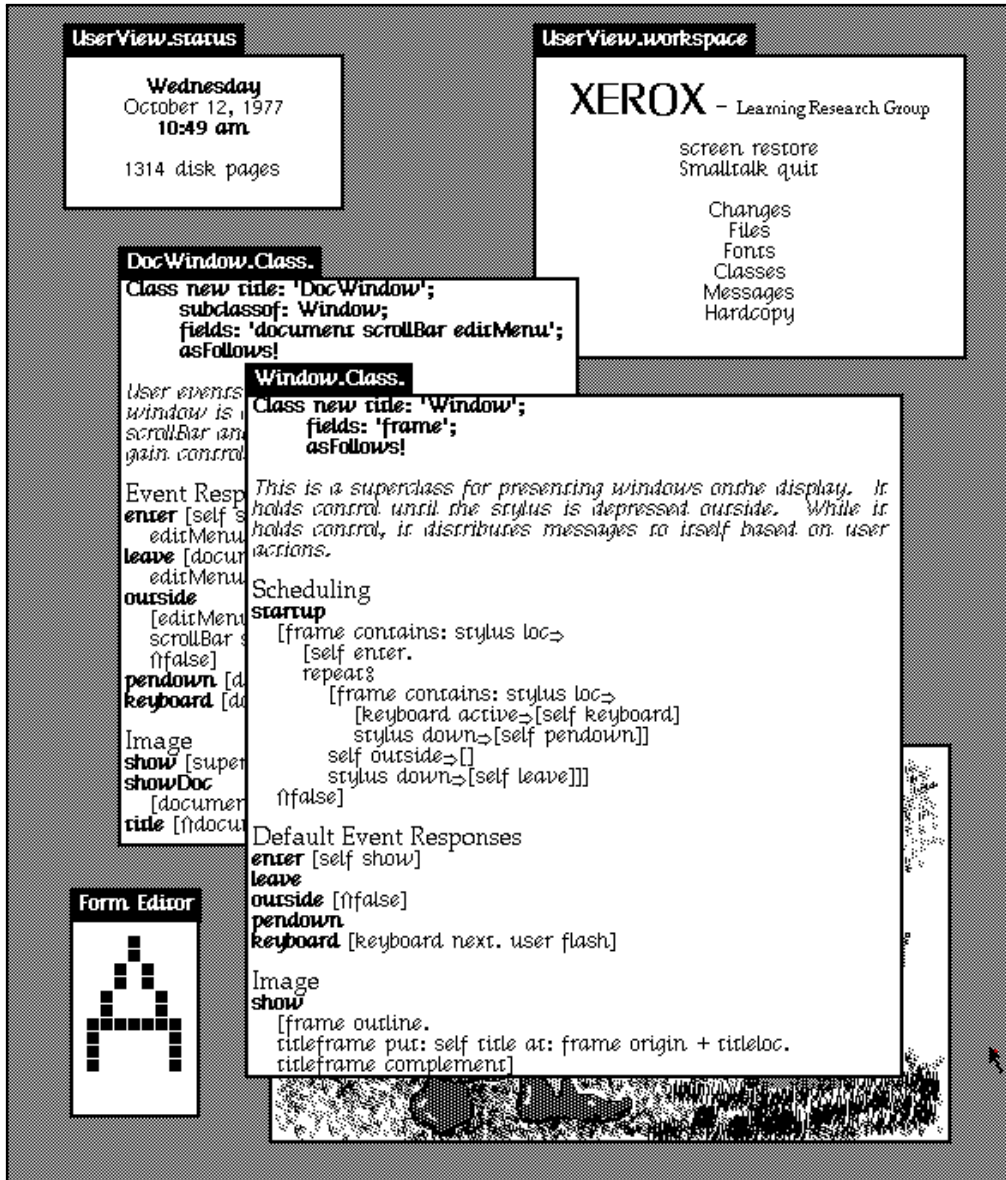 UserView.status
Wednesday
October 12, 1977
10:49 am
1314 disk pages
UserView.workspace
XEROX - Learning Research Group
screen restore
Smalltalk quit
Changes
Files
Fonts
Classes
Messages
Hardcopy
DocWindow.Class.
Class new title: 'DocWindow';
subclassof: Window;
fields: 'document scrollBar editMenu';
asFollows!
User events
window is
scrollBar and
gain control
Event Resp
enter [self s
editMenu
leave [docum
editMenu
outside
[editMenu
scrollBar s
⇑false]
pendown [d
keyboard [do
Image
show [super
showDoc
[document
title [⇑docu
Window.Class.
Class new title: 'Window';
fields: 'frame';
asFollows!
This is a superclass for presenting windows onthe display. It
holds control until the stylus is depressed outside. While it
holds control, it distributes messages to itself based on user
actions.
Scheduling
startup
[frame contains: stylus loc⇒
[self enter.
repeat⦂
[frame contains: stylus loc⇒
[keyboard active⇒[self keyboard]
stylus down⇒[self pendown]]
self outside⇒[]
stylus down⇒[self leave]]]
⇑false]
Default Event Responses
enter [self show]
leave
outside [⇑false]
pendown
keyboard [keyboard next. user flash]
Image
show
[frame outline.
titleframe put: self title at: frame origin + titleloc.
titleframe complement]
Form Editor
A